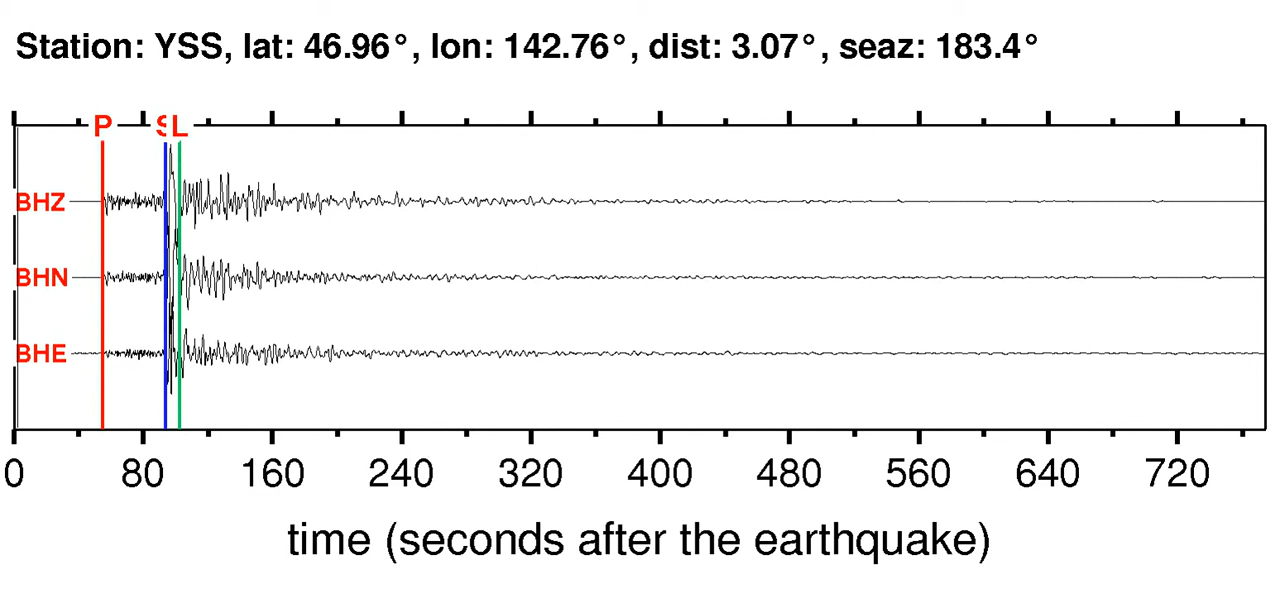 Station: YSS, lat: 46.96°, lon: 142.76°, dist: 3.07°, seaz: 183.4°
P S L
BHZ
BHN
BHE
0 80 160 240 320 400 480 560 640 720
time (seconds after the earthquake)